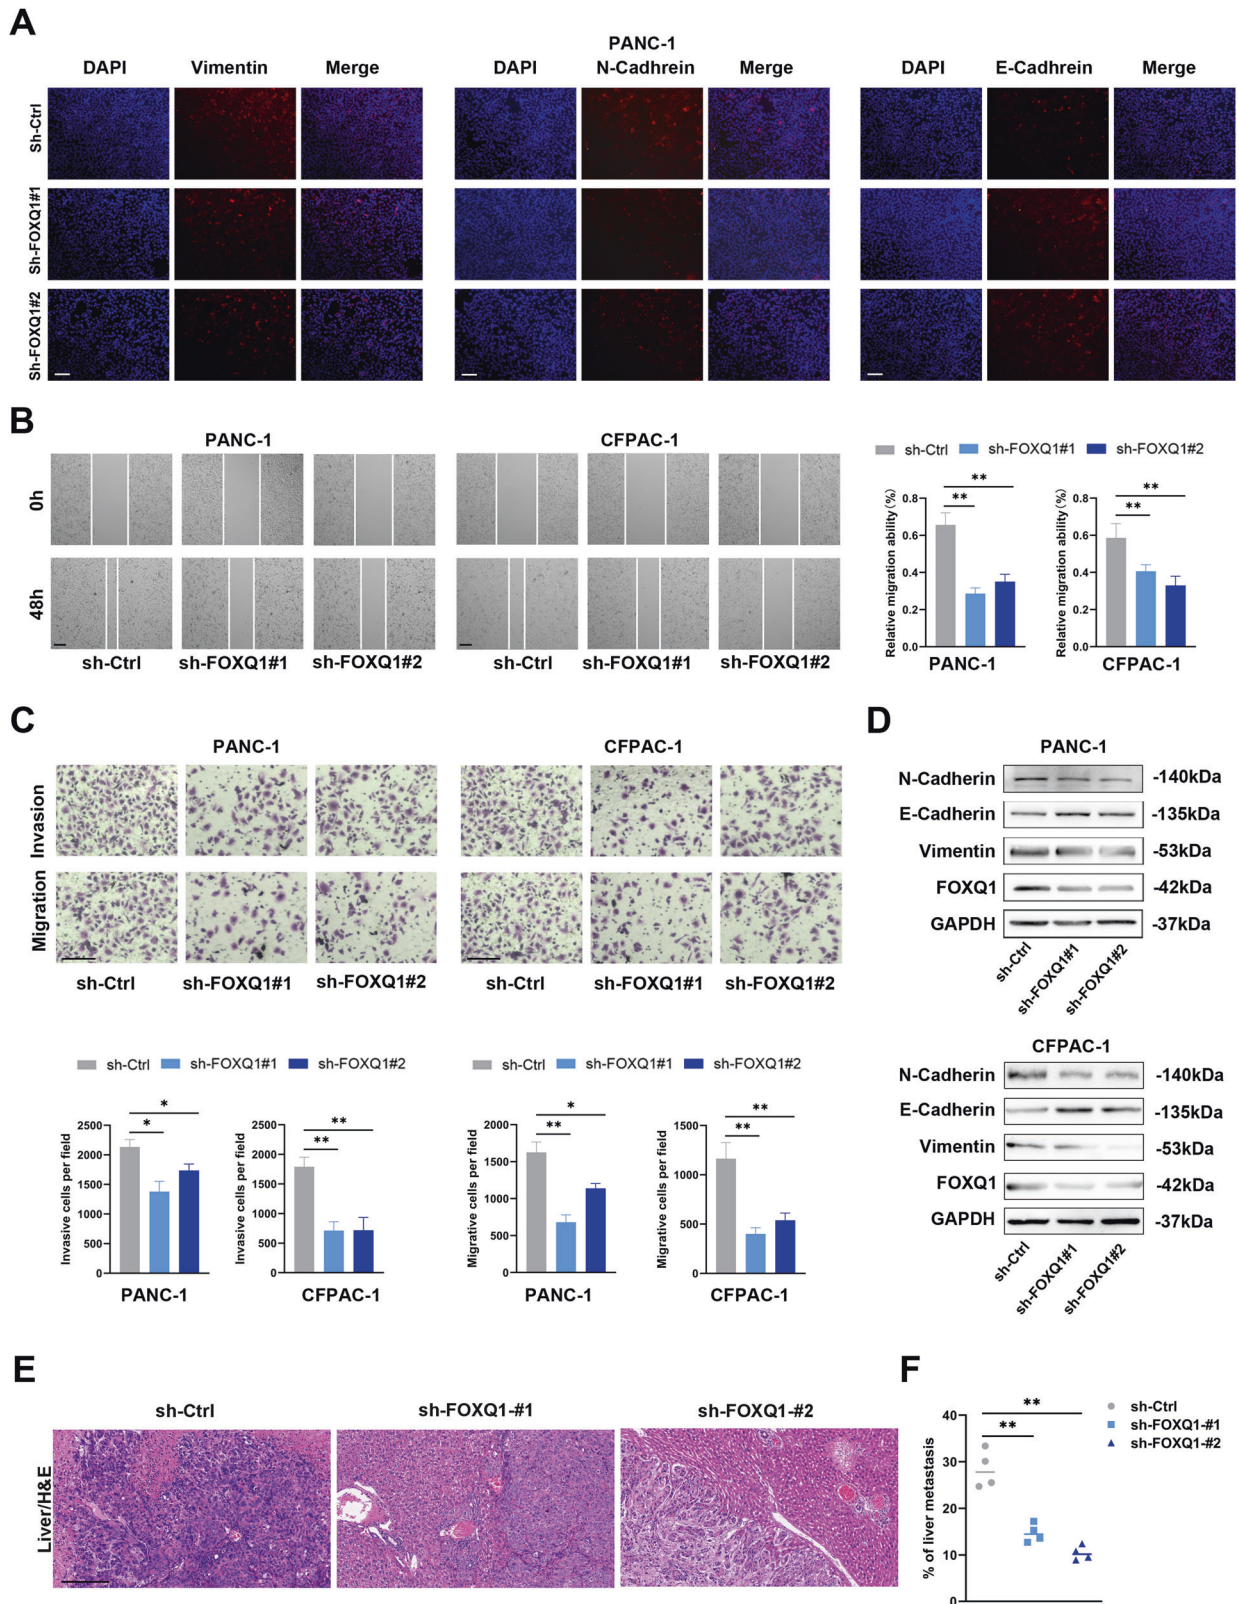 A
PANC-1
DAPI Vimentin Merge DAPI N-Cadhrein Merge DAPI E-Cadhrein Merge
Sh-Ctrl
Sh-FOXQ1#1
Sh-FOXQ1#2
B
PANC-1 CFPAC-1
0h
48h
sh-Ctrl sh-FOXQ1#1 sh-FOXQ1#2 sh-Ctrl sh-FOXQ1#1 sh-FOXQ1#2
sh-Ctrl sh-FOXQ1#1 sh-FOXQ1#2
Relative migration ability(%)
0.8
0.6
0.4
0.2
0.0
**
**
PANC-1
Relative migration ability(%)
0.8
0.6
0.4
0.2
0.0
**
**
CFPAC-1
C
PANC-1 CFPAC-1
Invasion
Migration
sh-Ctrl sh-FOXQ1#1 sh-FOXQ1#2 sh-Ctrl sh-FOXQ1#1 sh-FOXQ1#2
sh-Ctrl sh-FOXQ1#1 sh-FOXQ1#2
Invasive cells per field
2500
2000
1500
1000
500
0
*
*
PANC-1
Invasive cells per field
2500
2000
1500
1000
500
0
**
**
CFPAC-1
sh-Ctrl sh-FOXQ1#1 sh-FOXQ1#2
Migrative cells per field
2000
1500
1000
500
0
*
**
PANC-1
Migrative cells per field
1500
1000
500
0
**
**
CFPAC-1
D
PANC-1
N-Cadherin -140kDa
E-Cadherin -135kDa
Vimentin -53kDa
FOXQ1 -42kDa
GAPDH -37kDa
sh-Ctrl
sh-FOXQ1#1
sh-FOXQ1#2
CFPAC-1
N-Cadherin -140kDa
E-Cadherin -135kDa
Vimentin -53kDa
FOXQ1 -42kDa
GAPDH -37kDa
sh-Ctrl
sh-FOXQ1#1
sh-FOXQ1#2
E
sh-Ctrl sh-FOXQ1-#1 sh-FOXQ1-#2
Liver/H&E
F
% of liver metastasis
40
30
20
10
0
**
**
sh-Ctrl
sh-FOXQ1-#1
sh-FOXQ1-#2